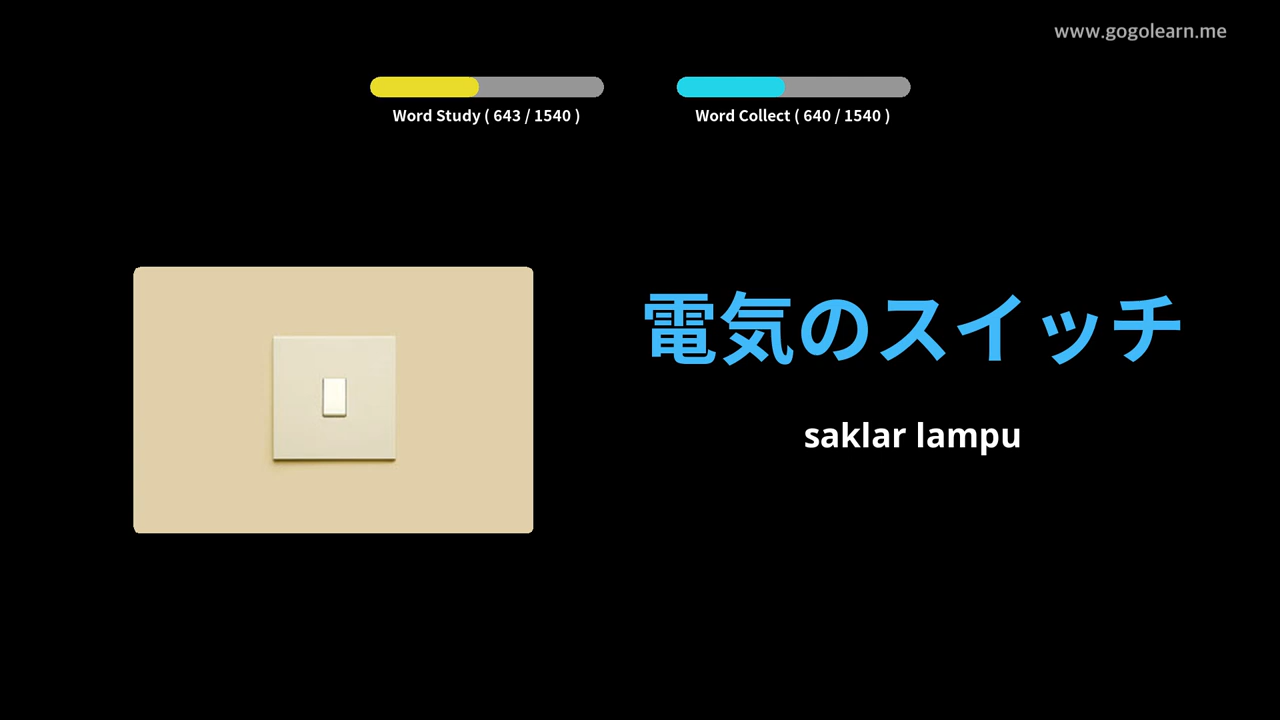 www.gogolearn.me
Word Study ( 643 / 1540 )
Word Collect ( 640 / 1540 )
電気のスイッチ
saklar lampu